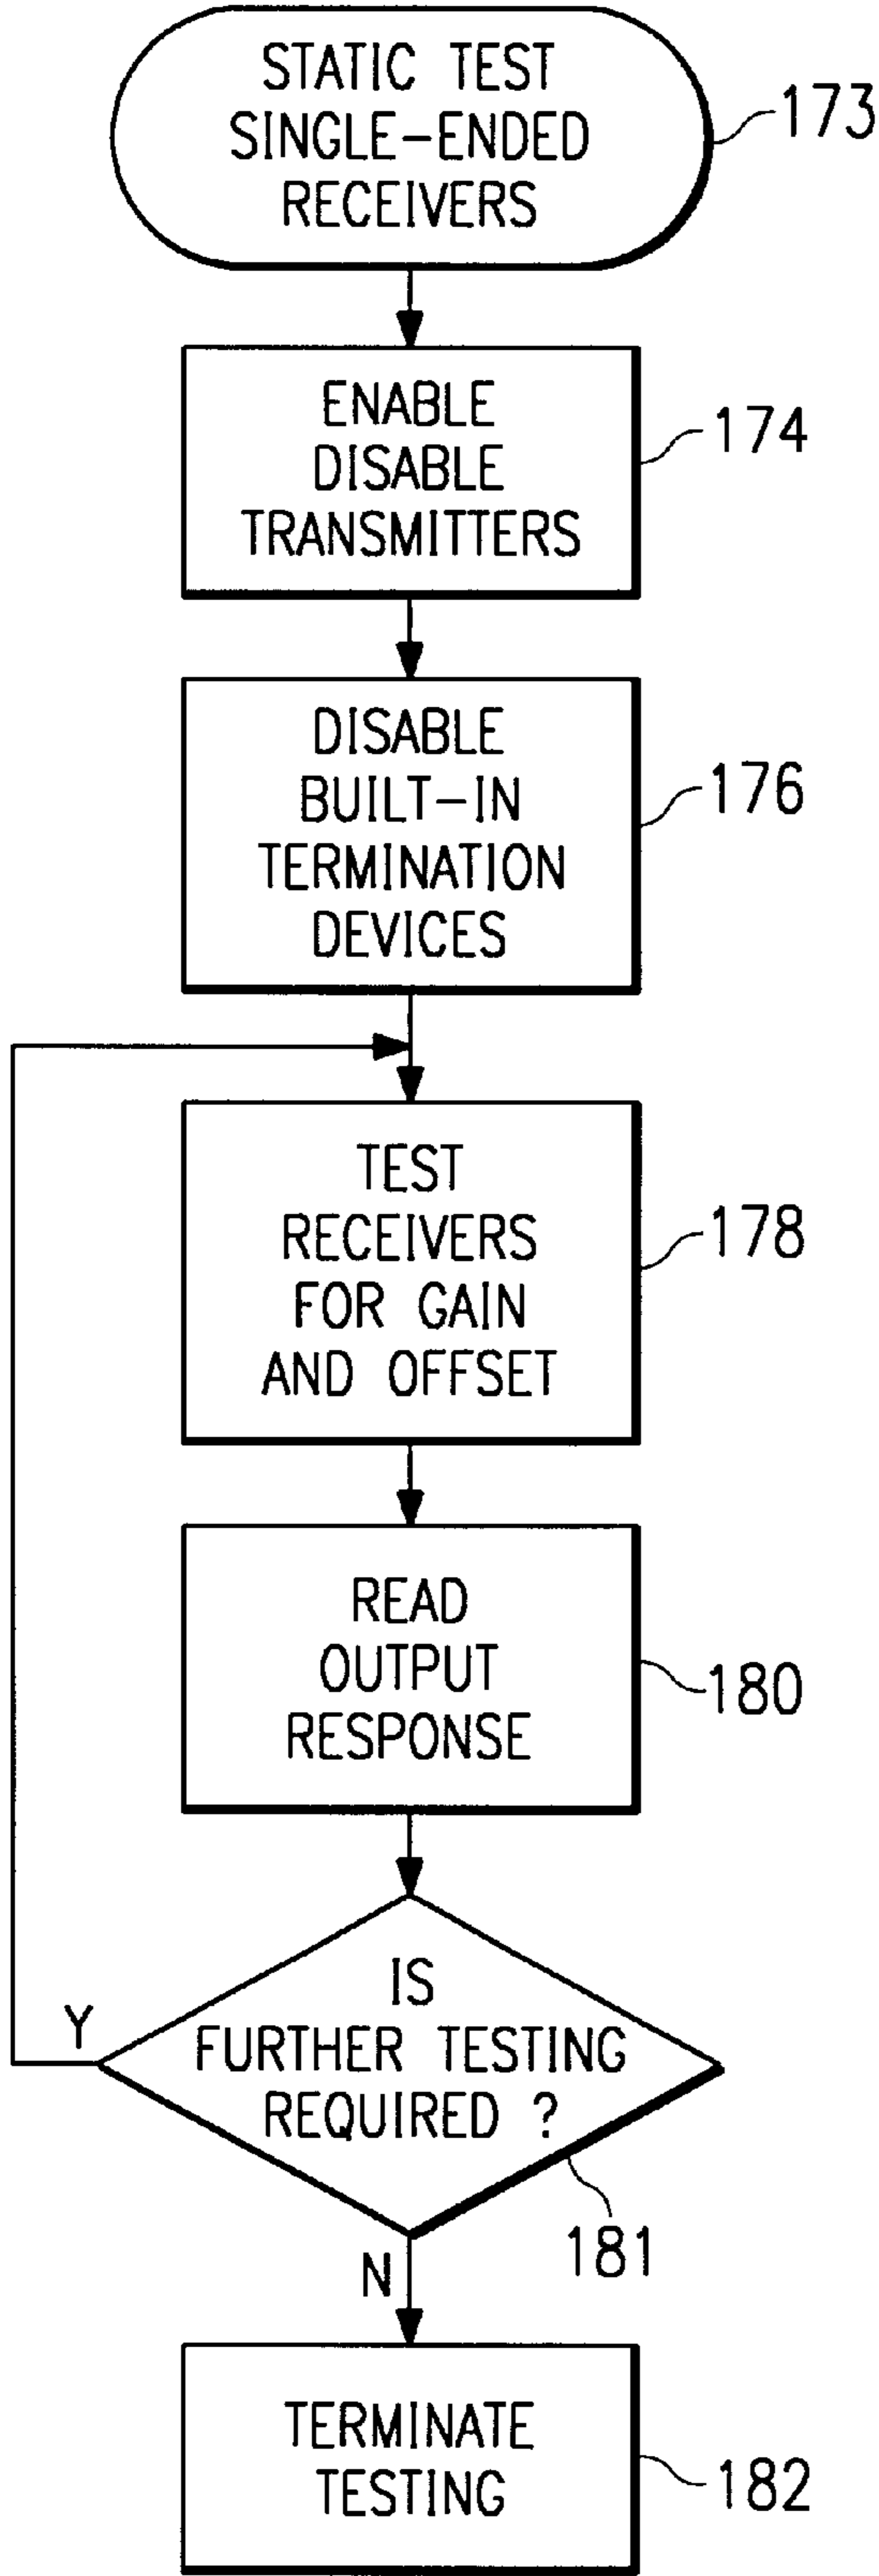 STATIC TEST
SINGLE-ENDED
RECEIVERS
173
ENABLE
DISABLE
TRANSMITTERS
174
DISABLE
BUILT-IN
TERMINATION
DEVICES
176
TEST
RECEIVERS
FOR GAIN
AND OFFSET
178
READ
OUTPUT
RESPONSE
180
IS
FURTHER TESTING
REQUIRED ?
Y
181
N
TERMINATE
TESTING
182